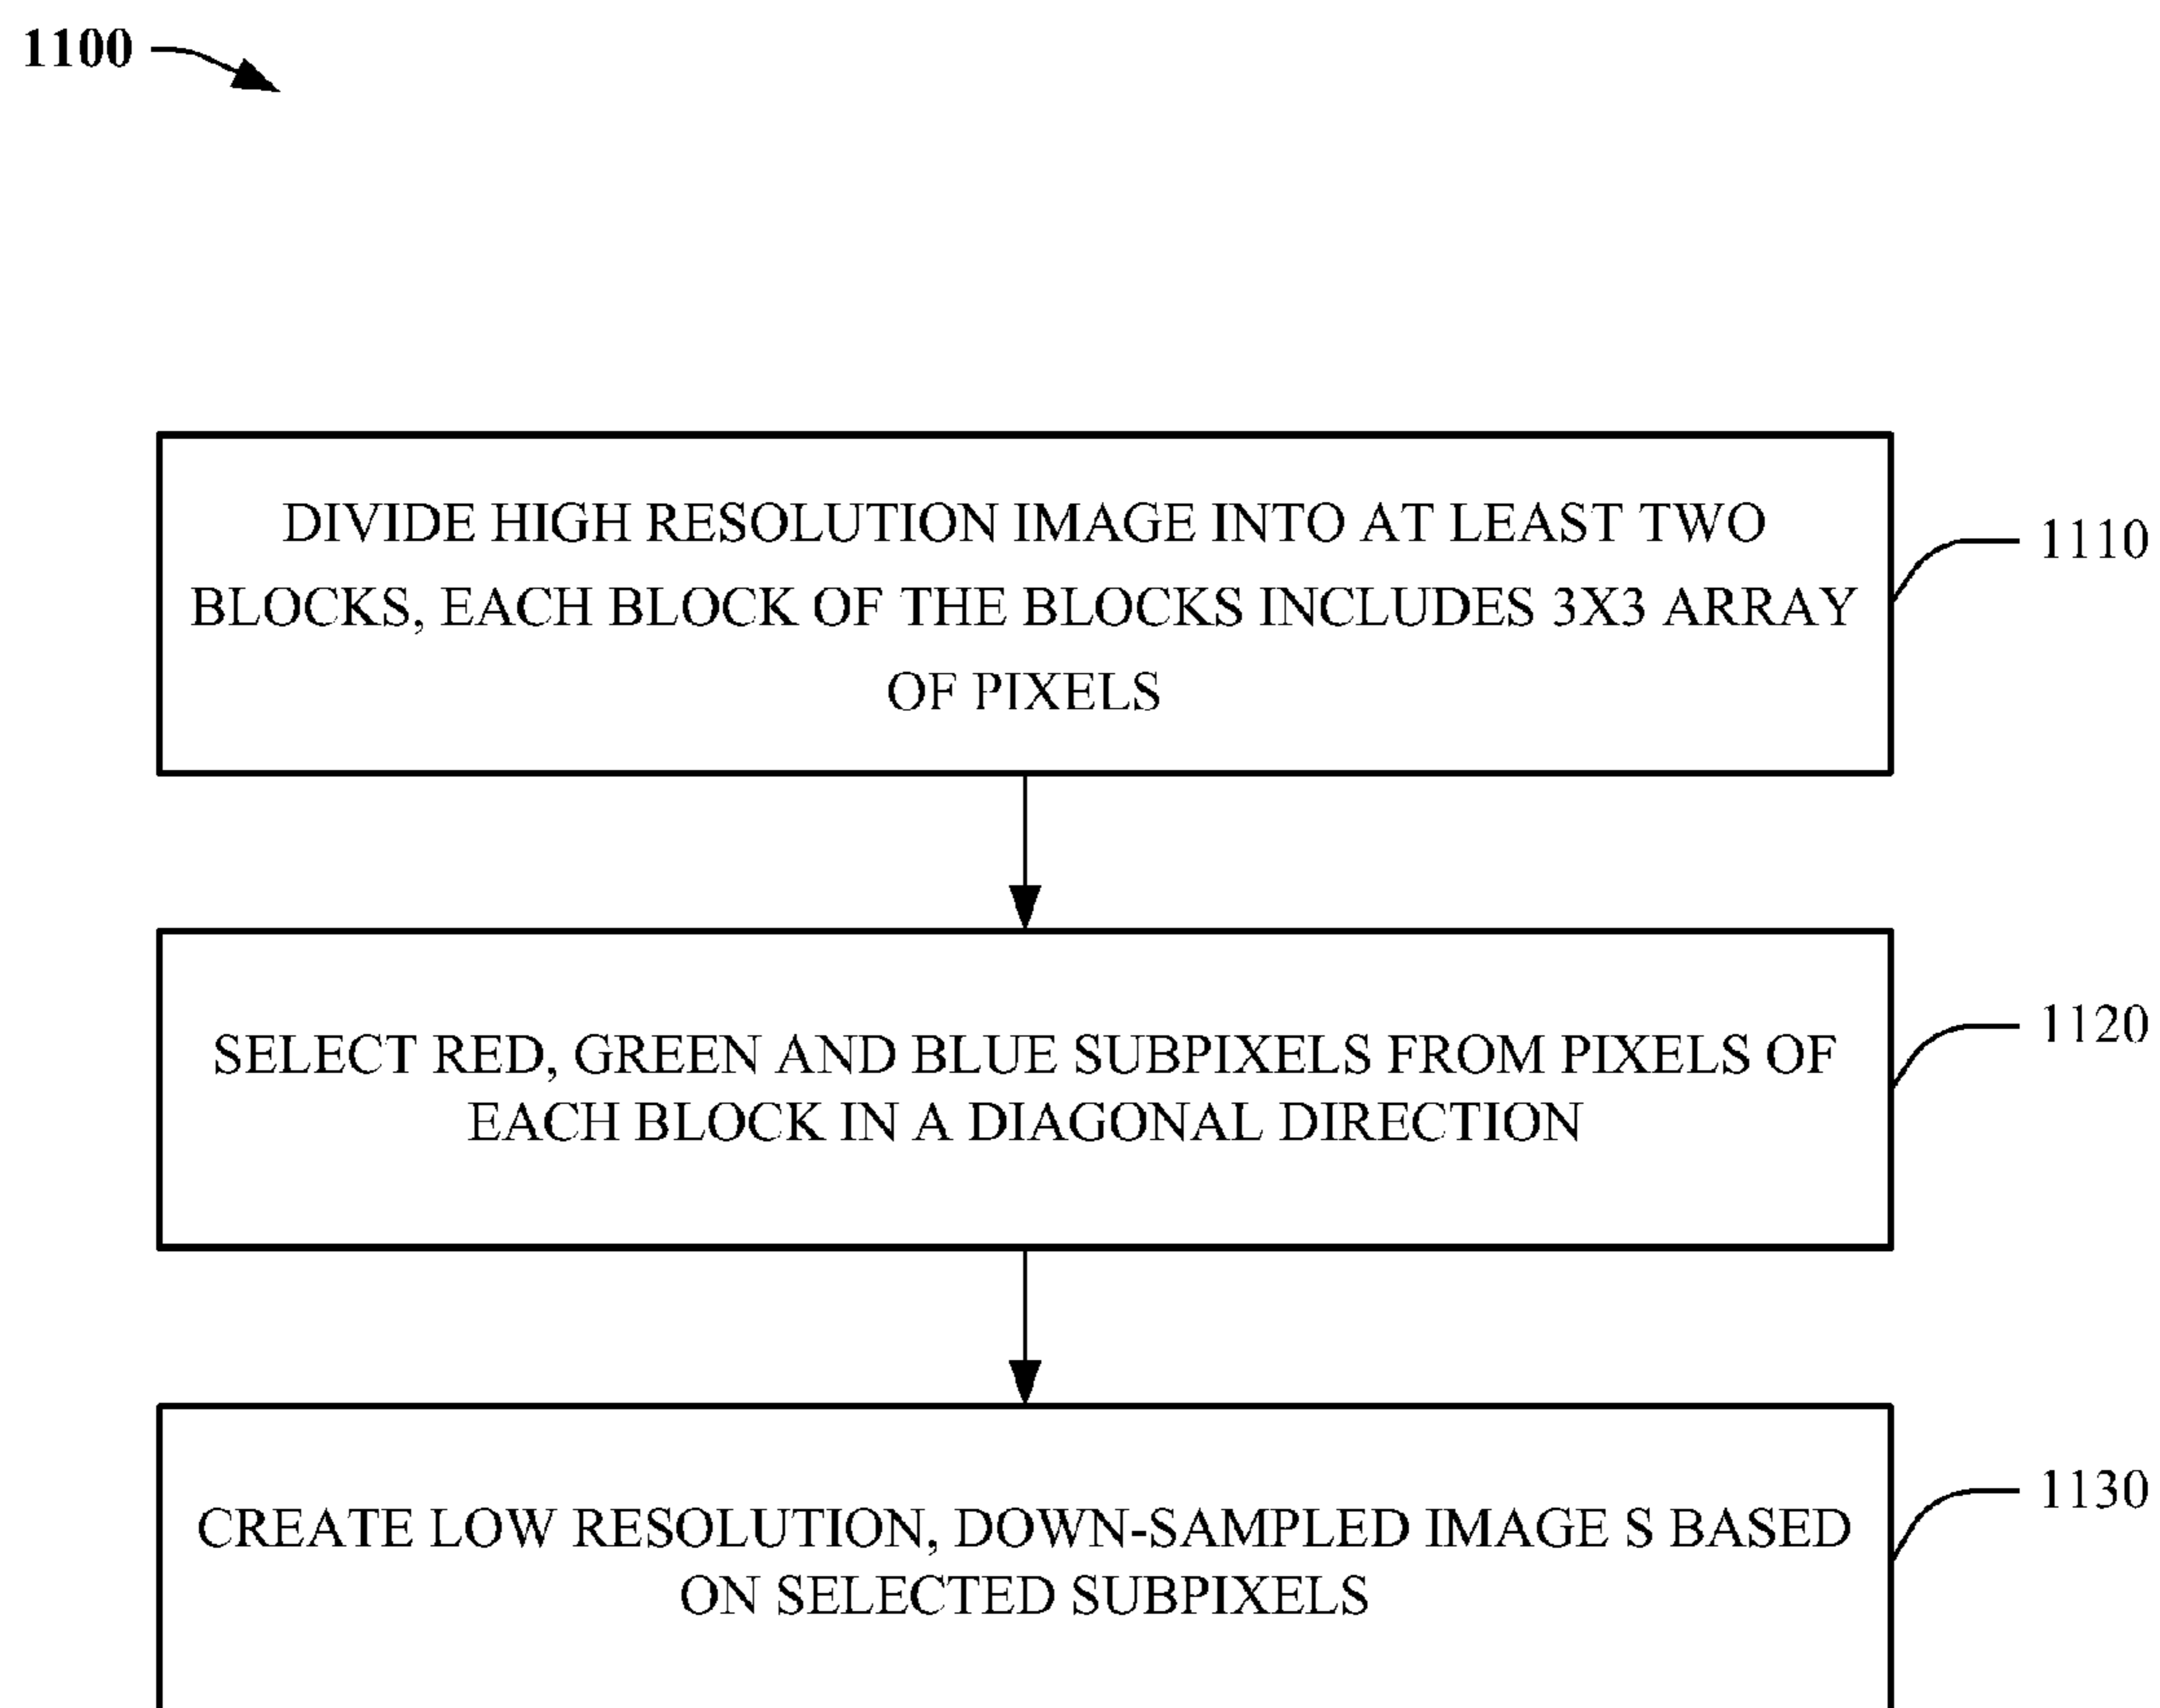 1100
DIVIDE HIGH RESOLUTION IMAGE INTO AT LEAST TWO
BLOCKS, EACH BLOCK OF THE BLOCKS INCLUDES 3X3 ARRAY
OF PIXELS
1110
SELECT RED, GREEN AND BLUE SUBPIXELS FROM PIXELS OF
EACH BLOCK IN A DIAGONAL DIRECTION
1120
CREATE LOW RESOLUTION, DOWN-SAMPLED IMAGE S BASED
ON SELECTED SUBPIXELS
1130